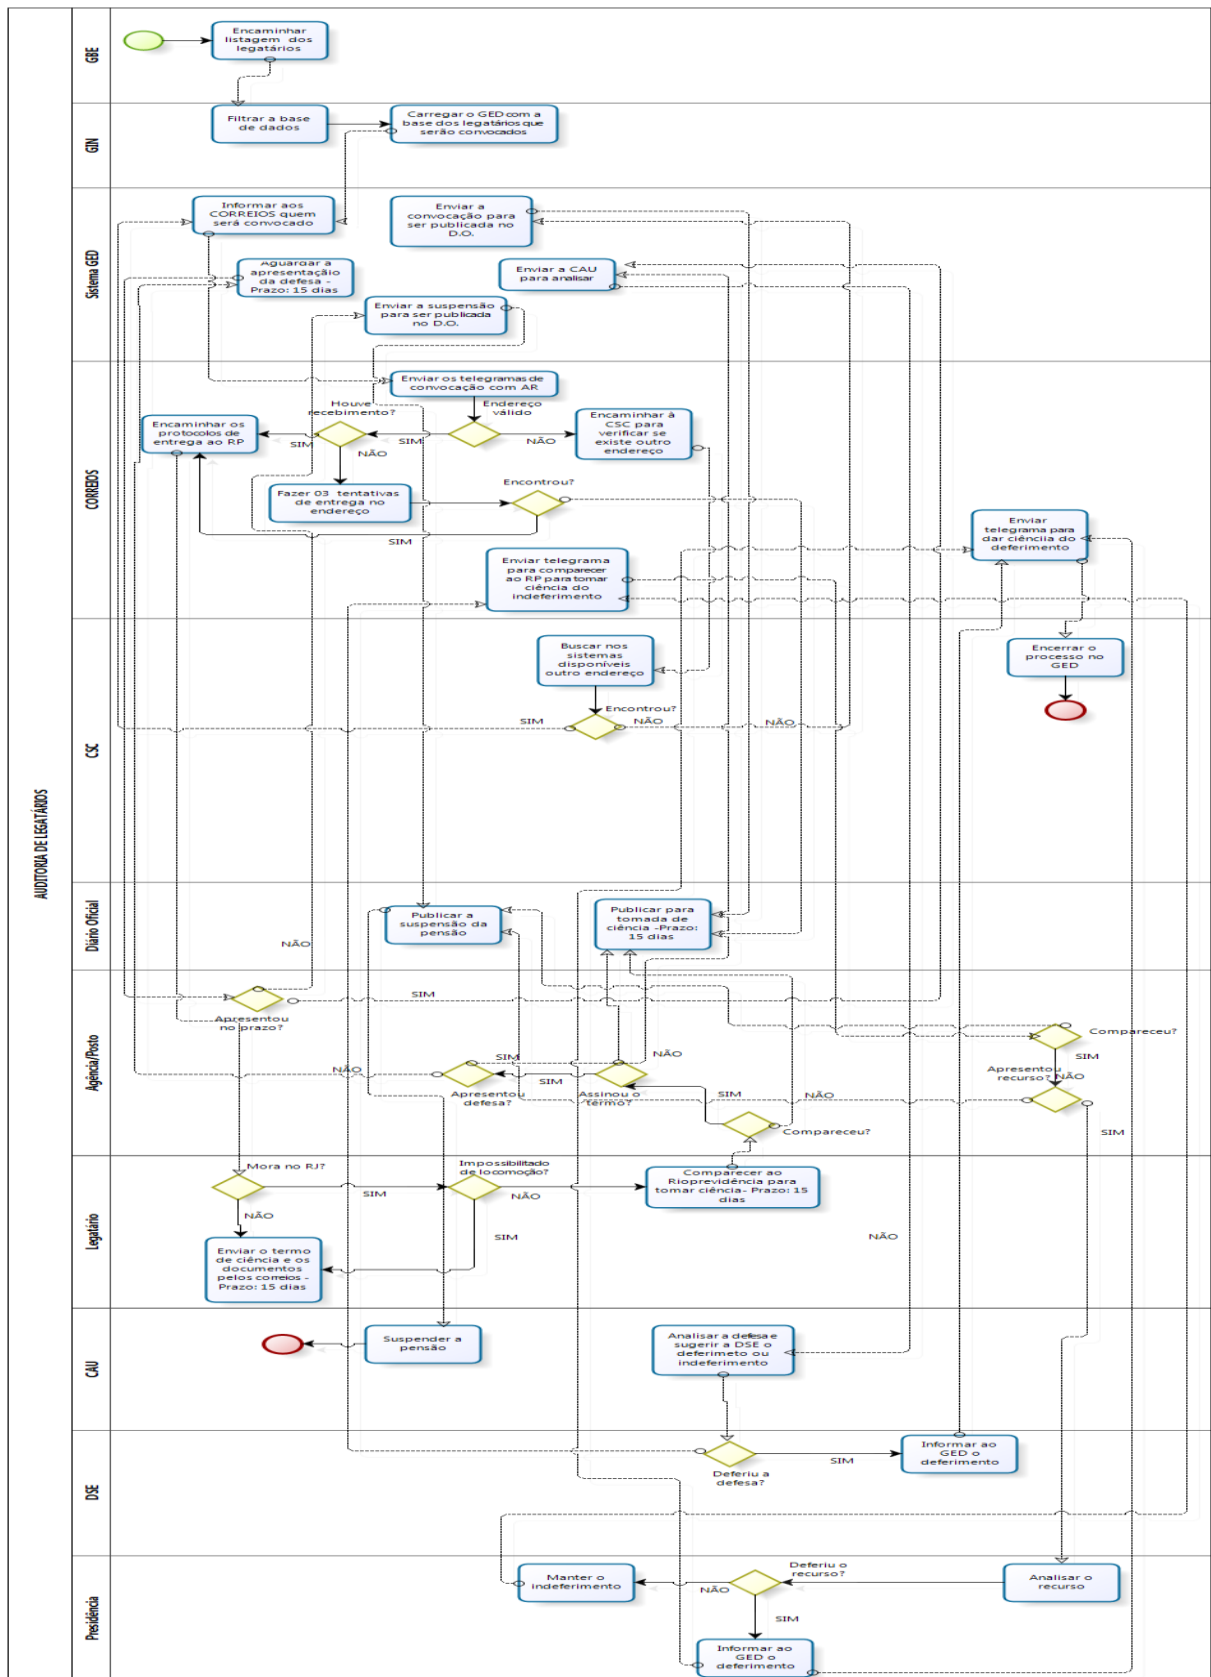 AUDITORIA DE LEGATÁRIOS
GBE
Encaminhar
listagem dos
legatários
GIN
Filtrar a base
de dados
Carregar o GED com a
base dos legatários que
serão convocados
Sistema GED
Informar aos
CORREIOS quem
será convocado
Enviar a
convocação para
ser publicada no
D.O.
Aguardar a
apresentação
da defesa -
Prazo: 15 dias
Enviar a CAU
para analisar
Enviar a suspensão
para ser publicada
no D.O.
CORREIOS
Enviar os telegramas de
convocação com AR
Houve
recebimento?
Endereço
válido
Encaminhar os
protocolos de
entrega ao RP
SIM
SIM
NÃO
NÃO
Encaminhar à
CSC para
verificar se
existe outro
endereço
Fazer 03 tentativas
de entrega no
endereço
Encontrou?
SIM
Enviar
telegrama para
dar ciênciia do
deferimento
Enviar telegrama
para comparecer
ao RP para tomar
ciência do
indeferimento
CSC
Buscar nos
sistemas
disponíveis
outro endereço
Encontrou?
SIM
NÃO
NÃO
Encerrar o
processo no
GED
Diário Oficial
Publicar a
suspensão da
pensão
Publicar para
tomada de
ciência -Prazo:
15 dias
NÃO
Agência/Posto
SIM
Apresentou
no prazo?
Compareceu?
SIM
NÃO
SIM
Apresentou
recurso?
NÃO
NÃO
SIM
Apresentou
defesa?
Assinou o
termo?
SIM
NÃO
Compareceu?
SIM
Legatário
Mora no RJ?
Impossibilitado
de locomoção?
SIM
NÃO
NÃO
SIM
Comparecer ao
Rioprevidência para
tomar ciência- Prazo: 15
dias
NÃO
Enviar o termo
de ciência e os
documentos
pelos correios -
Prazo: 15 dias
CAU
Suspender a
pensão
Analisar a defesa e
sugerir a DSE o
deferimeto ou
indeferimento
DSE
Deferiu a
defesa?
SIM
Informar ao
GED o
deferimento
Presidência
Manter o
indeferimento
Deferiu o
recurso?
NÃO
SIM
Analisar o
recurso
Informar ao
GED o
deferimento